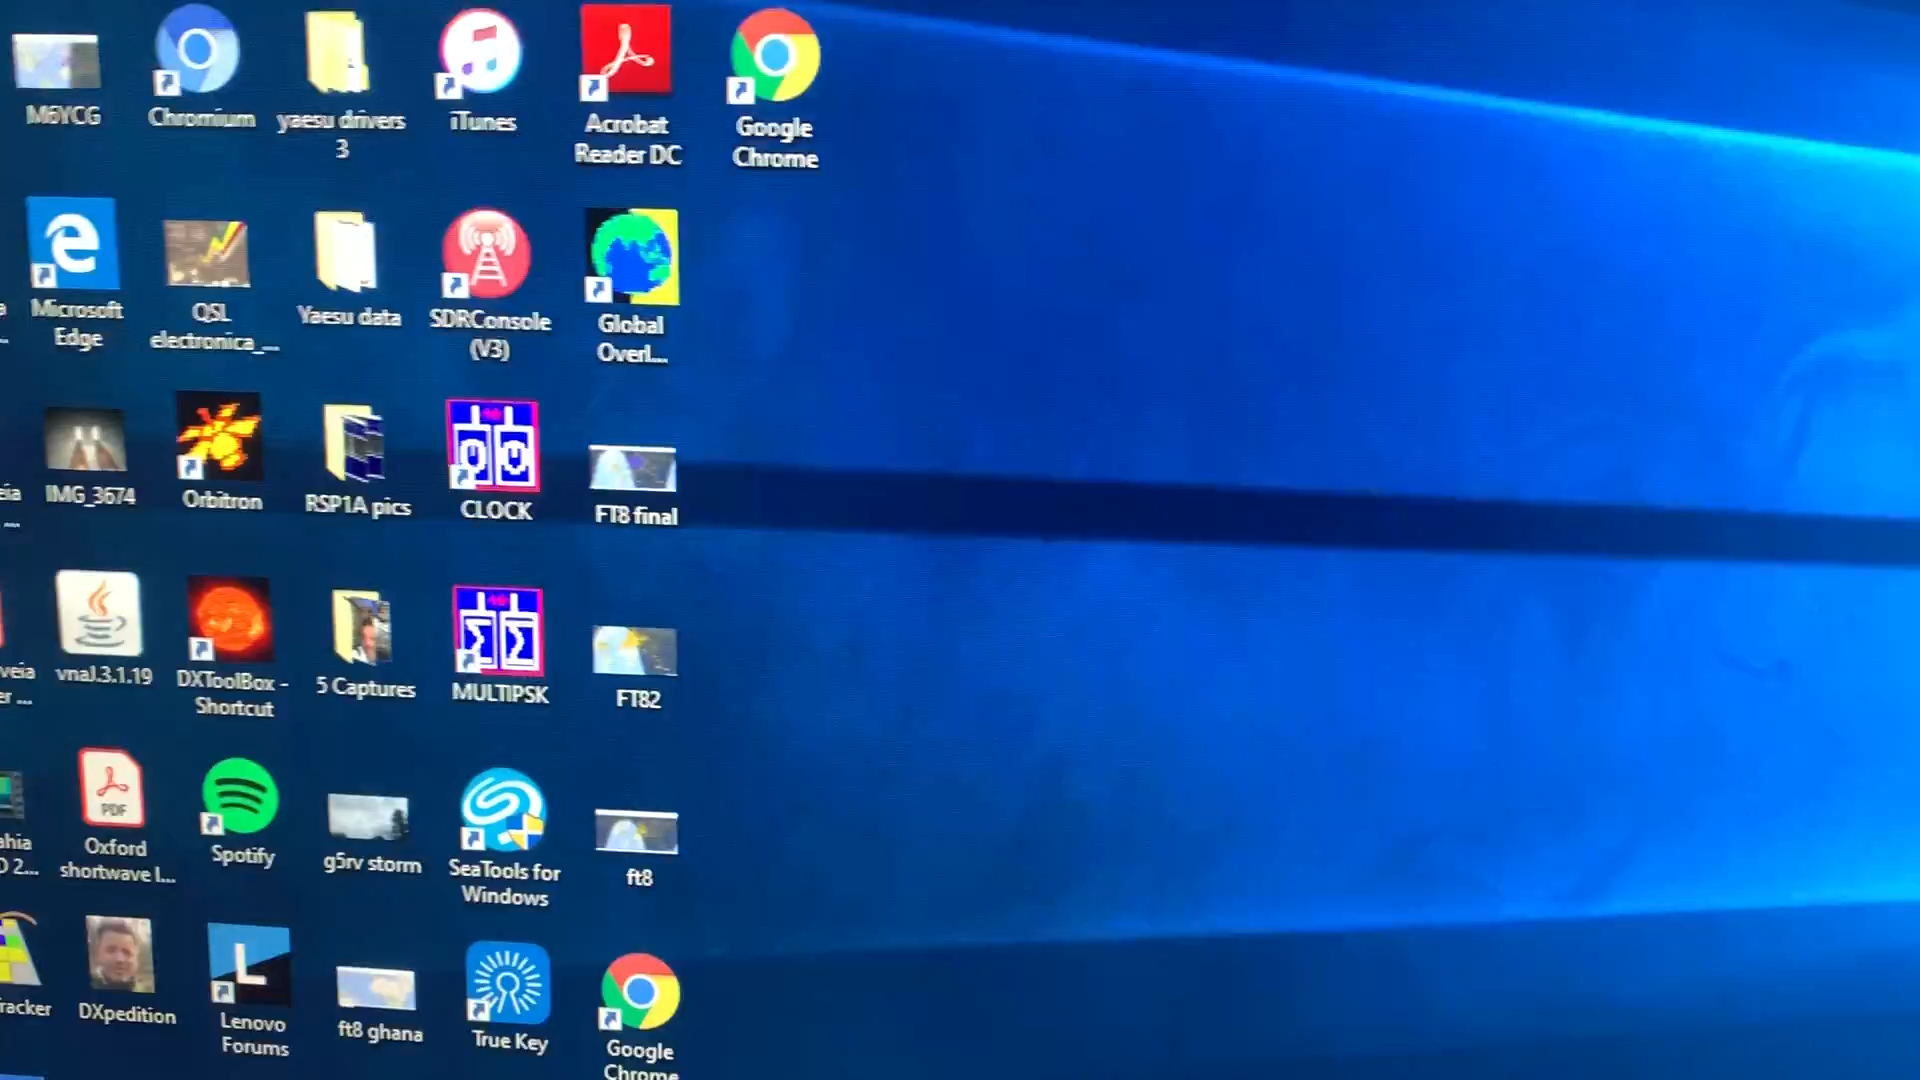 M6YCG
Chromium
yaesu drivers
3
iTunes
Acrobat
Reader DC
Google
Chrome
Microsoft
Edge
QSL
electronica_...
Yaesu data
SDRConsole
(V3)
Global
Overl...
IMG_3674
Orbitron
RSP1A pics
CLOCK
FT8 final
vnaJ.3.1.19
DXToolBox -
Shortcut
5 Captures
MULTIPSK
FT82
PDF
Oxford
shortwave l...
Spotify
g5rv storm
SeaTools for
Windows
ft8
DXpedition
L
Lenovo
Forums
ft8 ghana
True Key
Google
Chrome